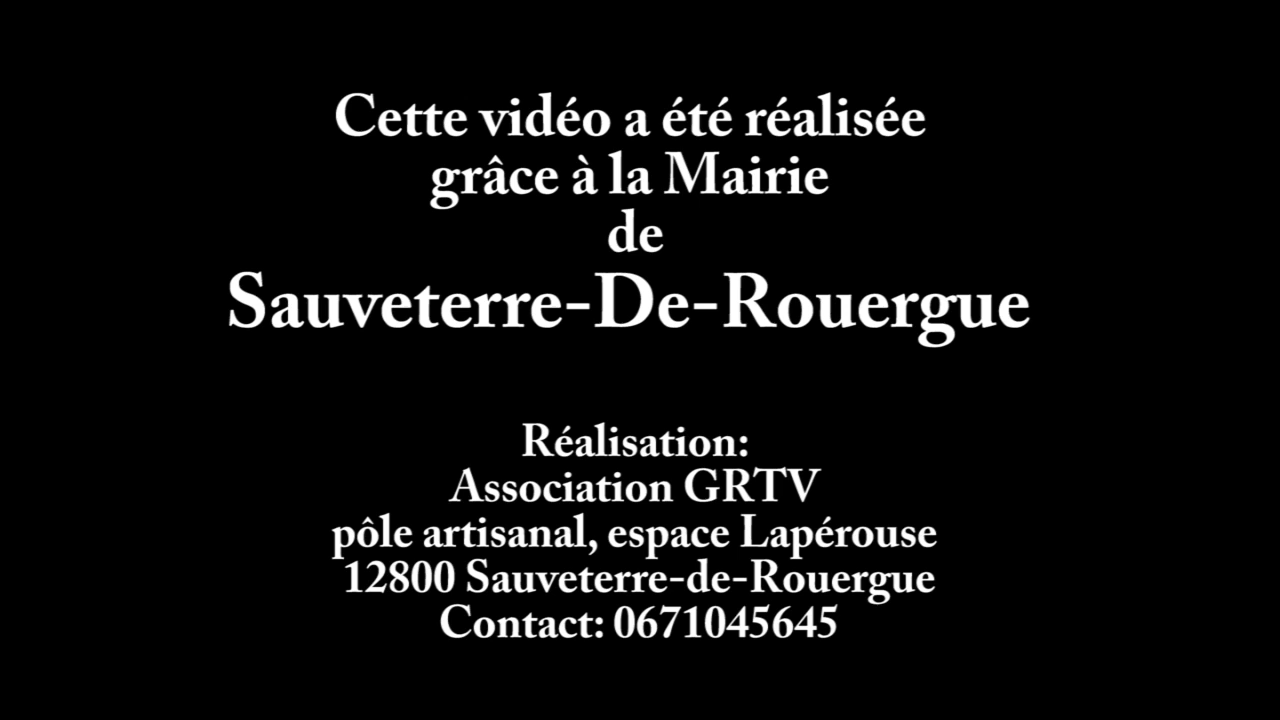 Cette vidéo a été réalisée
grâce à la Mairie
de
Sauveterre-De-Rouergue
Réalisation:
Association GRTV
pôle artisanal, espace Lapérouse
12800 Sauveterre-de-Rouergue
Contact: 0671045645